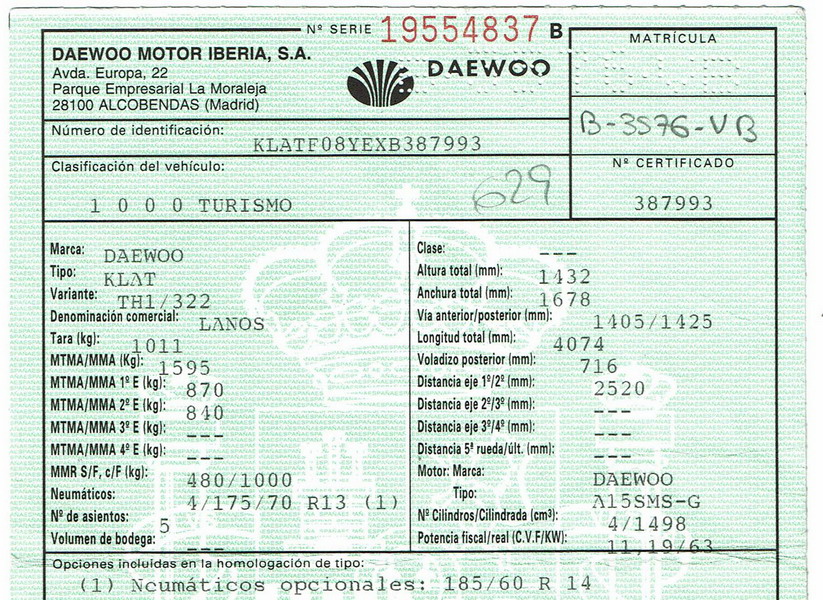 Nº SERIE 19554837 B
MATRÍCULA
DAEWOO MOTOR IBERIA, S.A.
Avda. Europa, 22
Parque Empresarial La Moraleja
28100 ALCOBENDAS (Madrid)
DAEWOO
Número de identificación:
KLATF08YEXB387993
B-3576-VB
Clasificación del vehículo:
1 0 0 0 TURISMO
629
Nº CERTIFICADO
387993
Marca: DAEWOO
Tipo: KLAT
Variante: TH1/322
Denominación comercial: LANOS
Tara (kg): 1011
MTMA/MMA (Kg): 1595
MTMA/MMA 1º E (kg): 870
MTMA/MMA 2º E (kg): 840
MTMA/MMA 3º E (kg): ---
MTMA/MMA 4º E (kg): ---
MMR S/F, c/F (kg): 480/1000
Neumáticos: 4/175/70 R13 (1)
Nº de asientos: 5
Volumen de bodega: ---
Clase: ---
Altura total (mm): 1432
Anchura total (mm): 1678
Vía anterior/posterior (mm): 1405/1425
Longitud total (mm): 4074
Voladizo posterior (mm): 716
Distancia eje 1º/2º (mm): 2520
Distancia eje 2º/3º (mm): ---
Distancia eje 3º/4º (mm): ---
Distancia 5ª rueda/últ. (mm): ---
Motor: Marca: DAEWOO
Tipo: A15SMS-G
Nº Cilindros/Cilindrada (cm³): 4/1498
Potencia fiscal/real (C.V.F/KW): 11,19/63
Opciones incluidas en la homologación de tipo:
(1) Neumáticos opcionales: 185/60 R 14